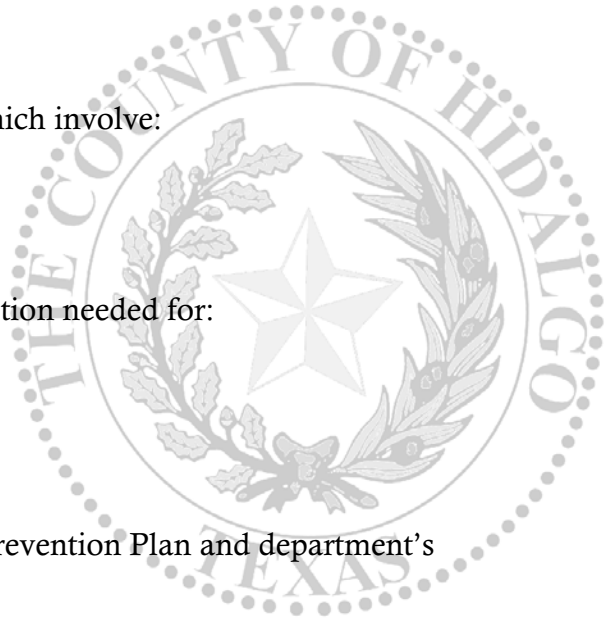 THE COUNTY OF HIDALGO
hich involve:
tion needed for:
revention Plan and department's
TEXAS